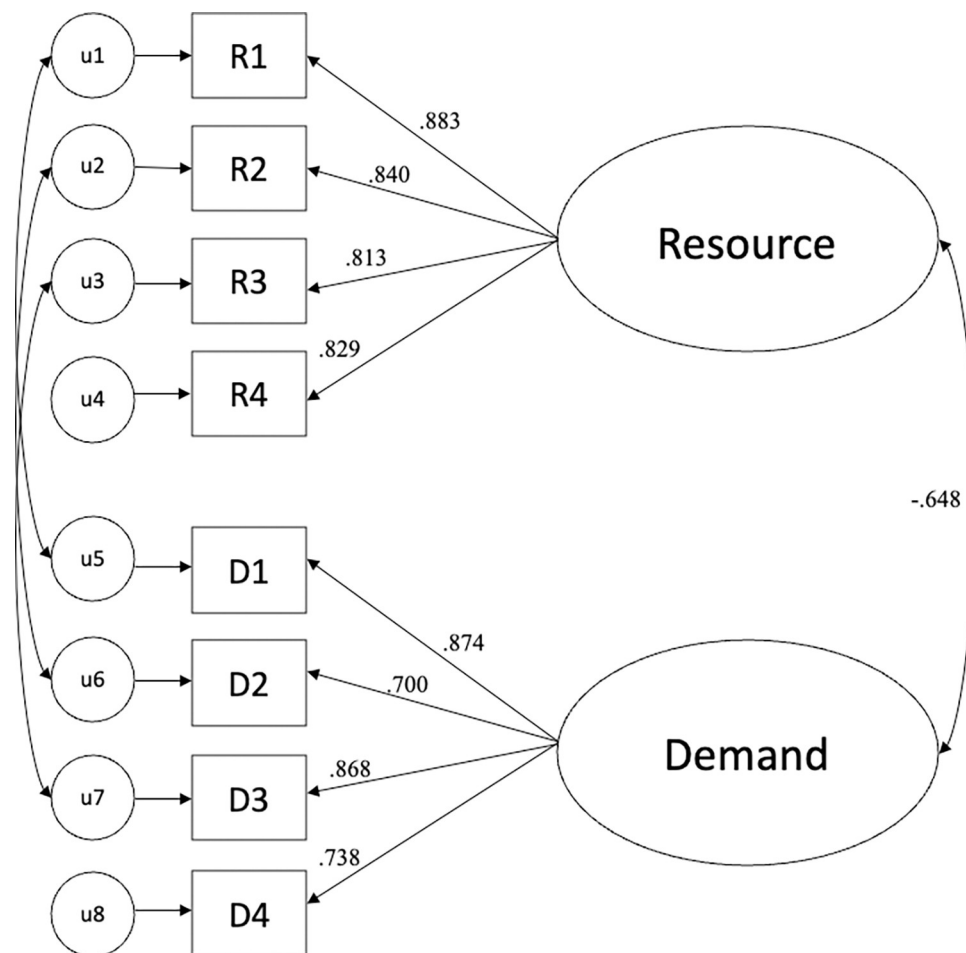 u1
R1
.883
u2
R2
.840
Resource
u3
R3
.813
u4
R4
.829
-.648
u5
D1
.874
u6
D2
.700
Demand
u7
D3
.868
u8
D4
.738